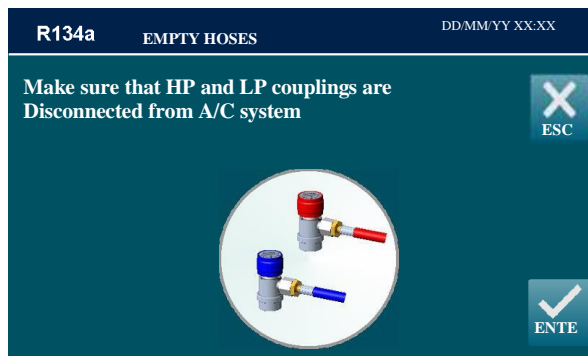 R134a
EMPTY HOSES
DD/MM/YY XX:XX
Make sure that HP and LP couplings are
Disconnected from A/C system
ESC
ENTE